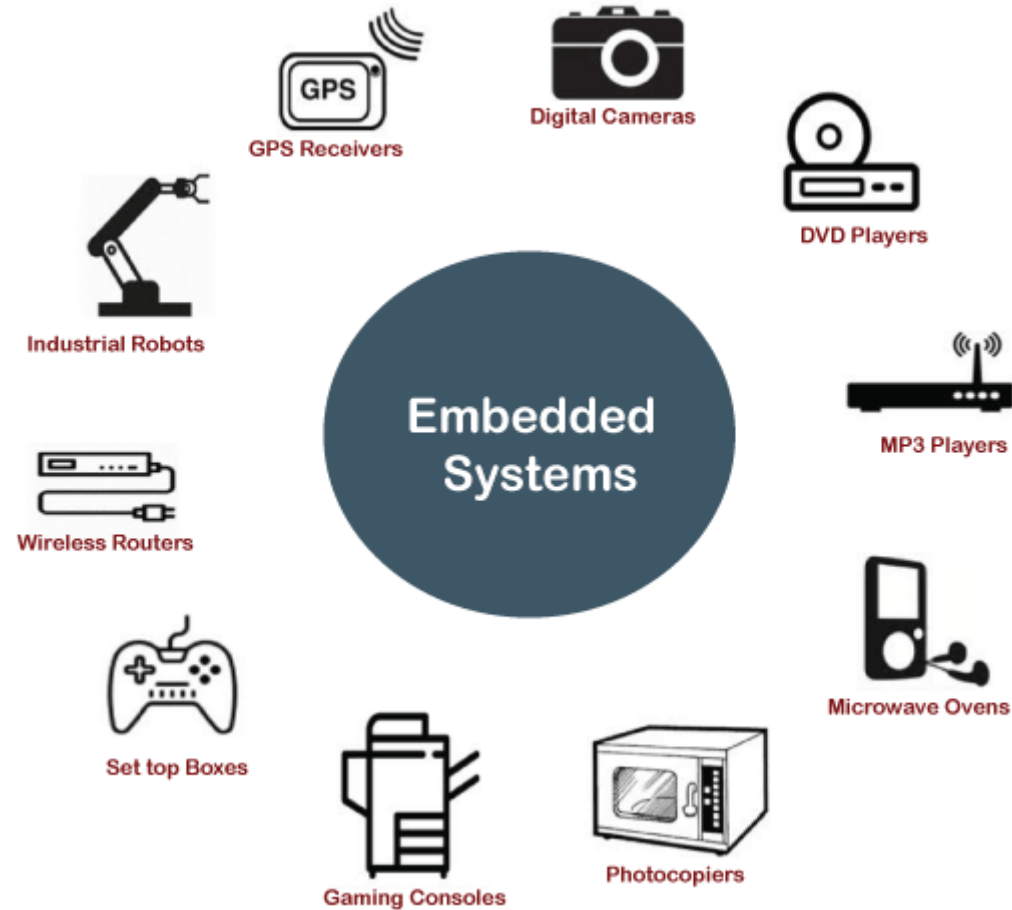 GPS
GPS Receivers
Digital Cameras
DVD Players
Industrial Robots
Embedded
Systems
MP3 Players
Wireless Routers
Microwave Ovens
Set top Boxes
Photocopiers
Gaming Consoles